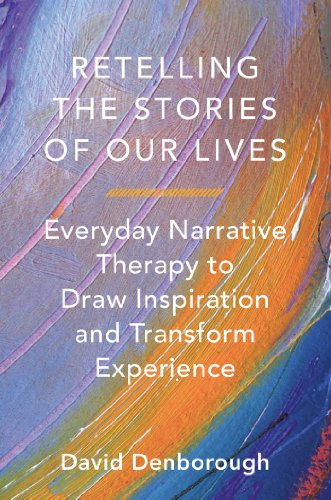 RETELLING
THE STORIES
OF OUR LIVES
Everyday Narrative
Therapy to
Draw Inspiration
and Transform
Experience
David Denborough